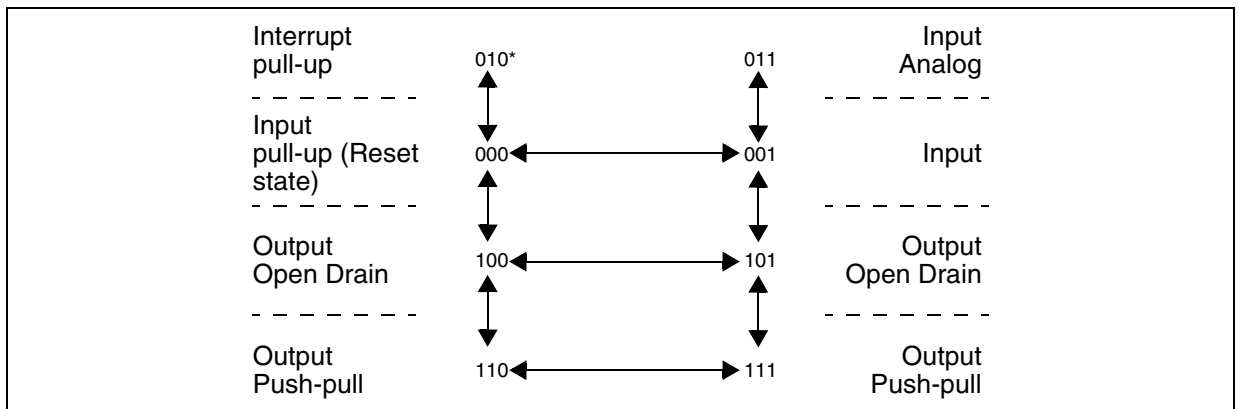 Interrupt
pull-up
010*
011
Input
Analog
Input
pull-up (Reset
state)
000
001
Input
Output
Open Drain
100
101
Output
Open Drain
Output
Push-pull
110
111
Output
Push-pull